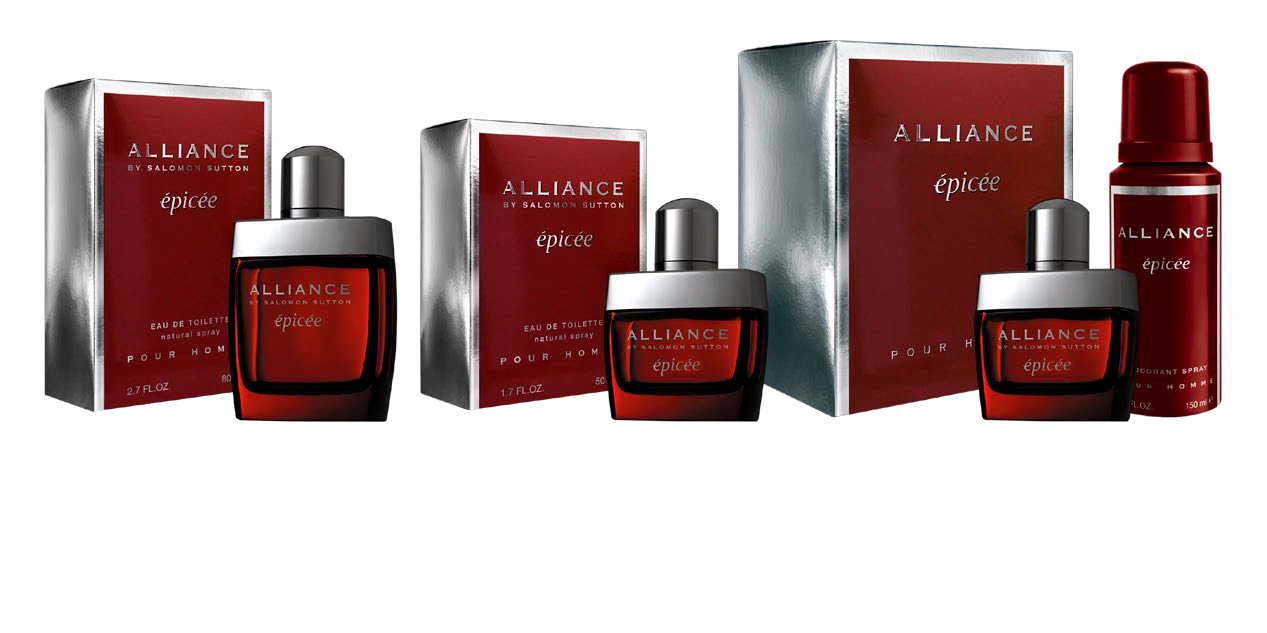 ALLIANCE
BY SALOMON SUTTON
épicée
EAU DE TOILETTE
natural spray
POUR HOM
2.7 FL.OZ. 80
ALLIANCE
BY SALOMON SUTTON
épicée
ALLIANCE
BY SALOMON SUTTON
épicée
EAU DE TOILETTE
natural spray
POUR HOM
1.7 FL.OZ. 50
ALLIANCE
BY SALOMON SUTTON
épicée
ALLIANCE
épicée
POUR H
ALLIANCE
BY SALOMON SUTTON
épicée
ALLIANCE
épicée
ODORANT SPRAY
UR HOMME
FL.OZ. 150 ml e